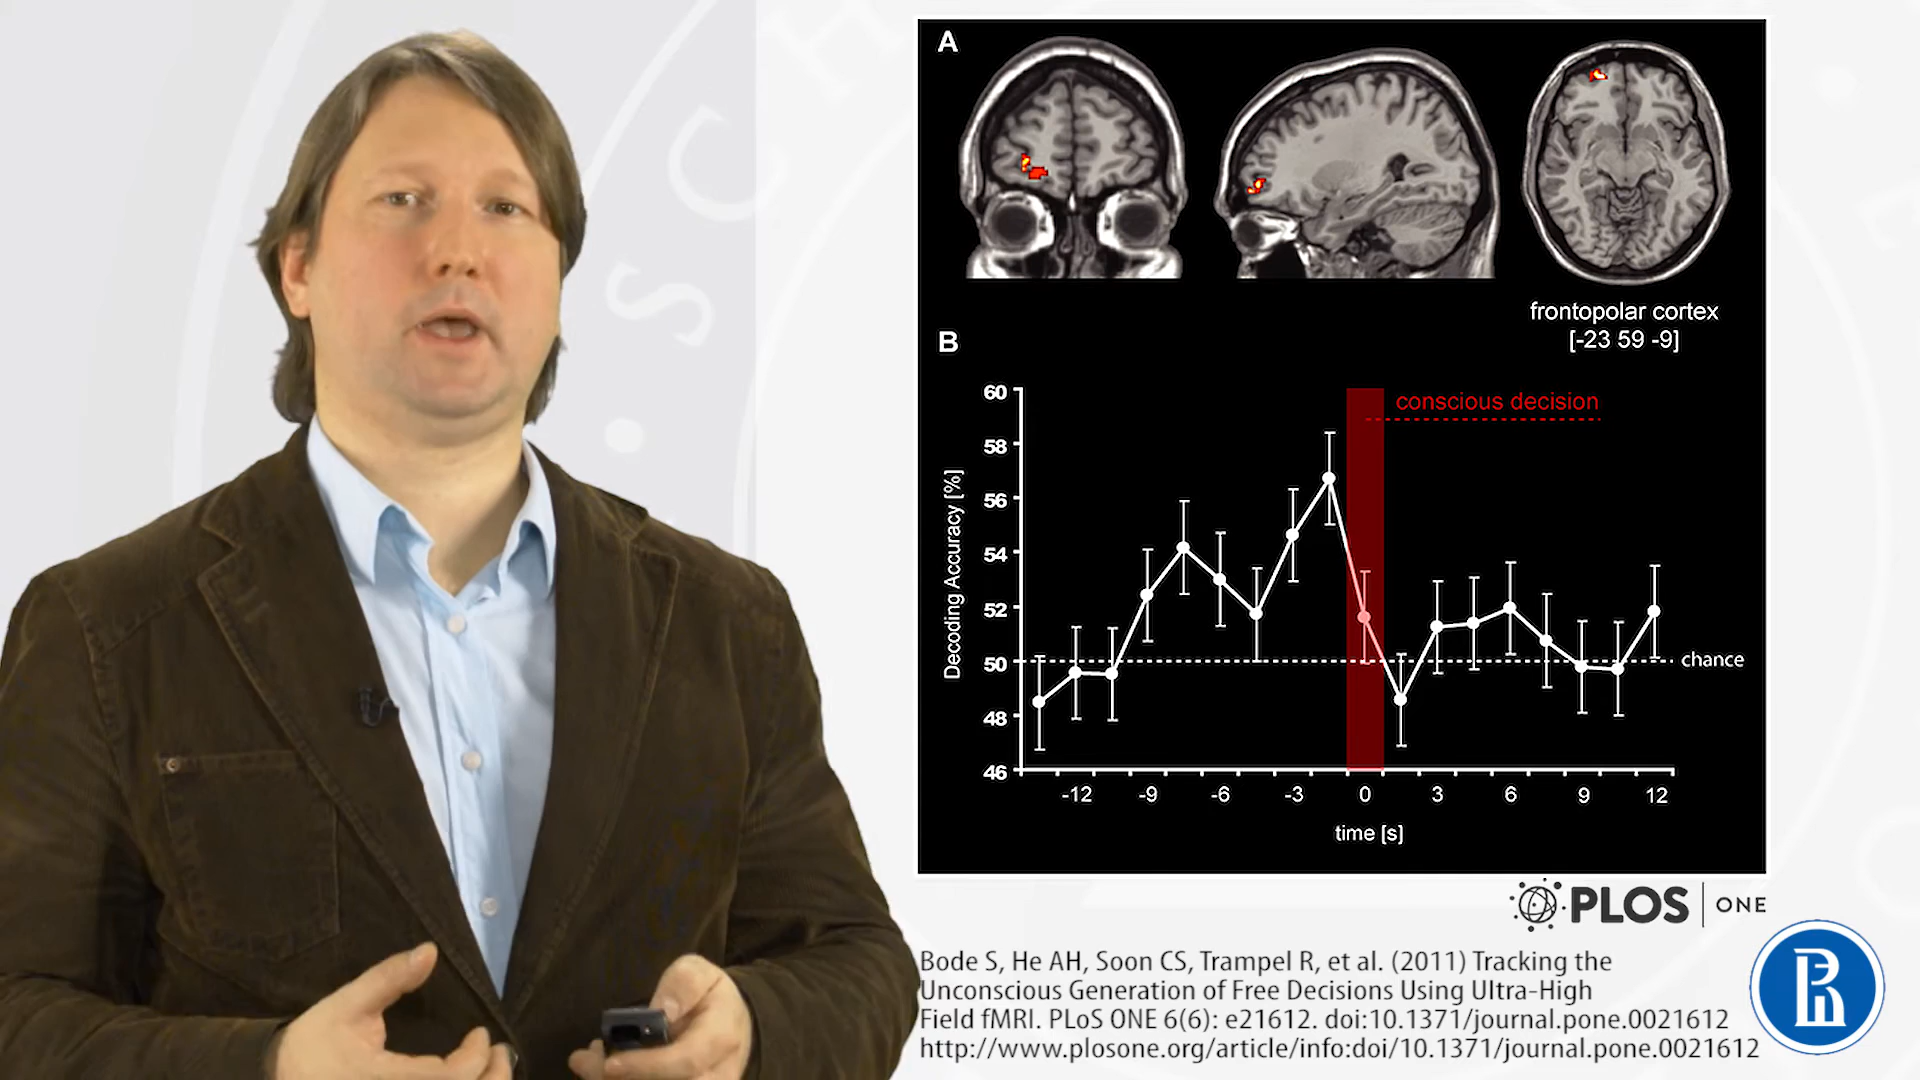 A
frontopolar cortex
[-23 59 -9]
B
60
58
56
54
52
50
48
46
Decoding Accuracy [%]
conscious decision
chance
-12 -9 -6 -3 0 3 6 9 12
time [s]
PLOS ONE
Bode S, He AH, Soon CS, Trampel R, et al. (2011) Tracking the
Unconscious Generation of Free Decisions Using Ultra-High
Field fMRI. PLoS ONE 6(6): e21612. doi:10.1371/journal.pone.0021612
http://www.plosone.org/article/info:doi/10.1371/journal.pone.0021612